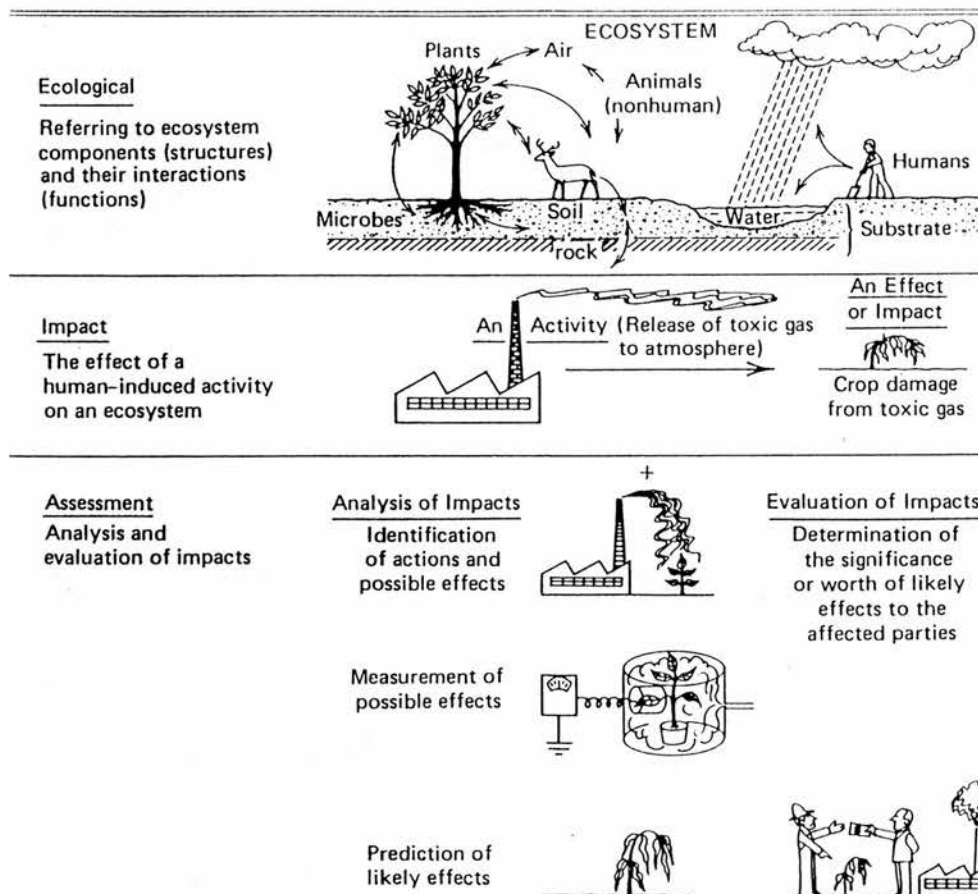 ECOSYSTEM
Plants
Air
Ecological
Animals
(nonhuman)
Referring to ecosystem
components (structures)
and their interactions
(functions)
Humans
Microbes
Soil
Water
Substrate
rock
An Effect
or Impact
Impact
An Activity (Release of toxic gas
to atmosphere)
The effect of a
human-induced activity
on an ecosystem
Crop damage
from toxic gas
+
Assessment
Analysis and
evaluation of impacts
Analysis of Impacts
Identification
of actions and
possible effects
Evaluation of Impacts
Determination of
the significance
or worth of likely
effects to the
affected parties
Measurement of
possible effects
Prediction of
likely effects